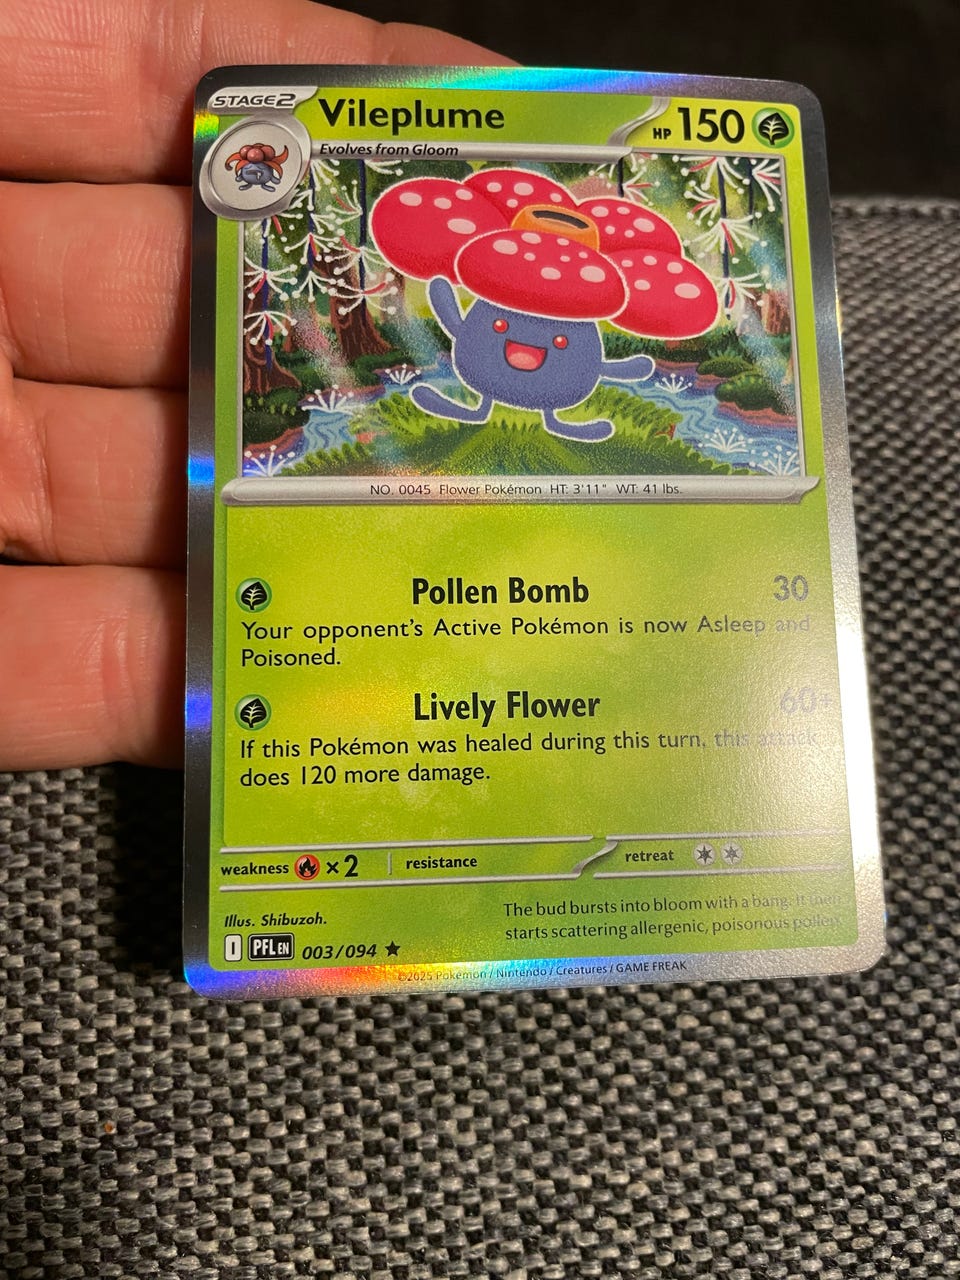 STAGE2
Vileplume
HP 150
Evolves from Gloom
NO. 0045 Flower Pokémon HT: 3'11" WT: 41 lbs.
Pollen Bomb 30
Your opponent's Active Pokémon is now Asleep and
Poisoned.
Lively Flower 60+
If this Pokémon was healed during this turn, this attack
does 120 more damage.
weakness ×2 resistance retreat
Illus. Shibuzoh.
The bud bursts into bloom with a bang. It then
starts scattering allergenic, poisonous pollen.
I PFL EN 003/094
©2025 Pokémon / Nintendo / Creatures / GAME FREAK